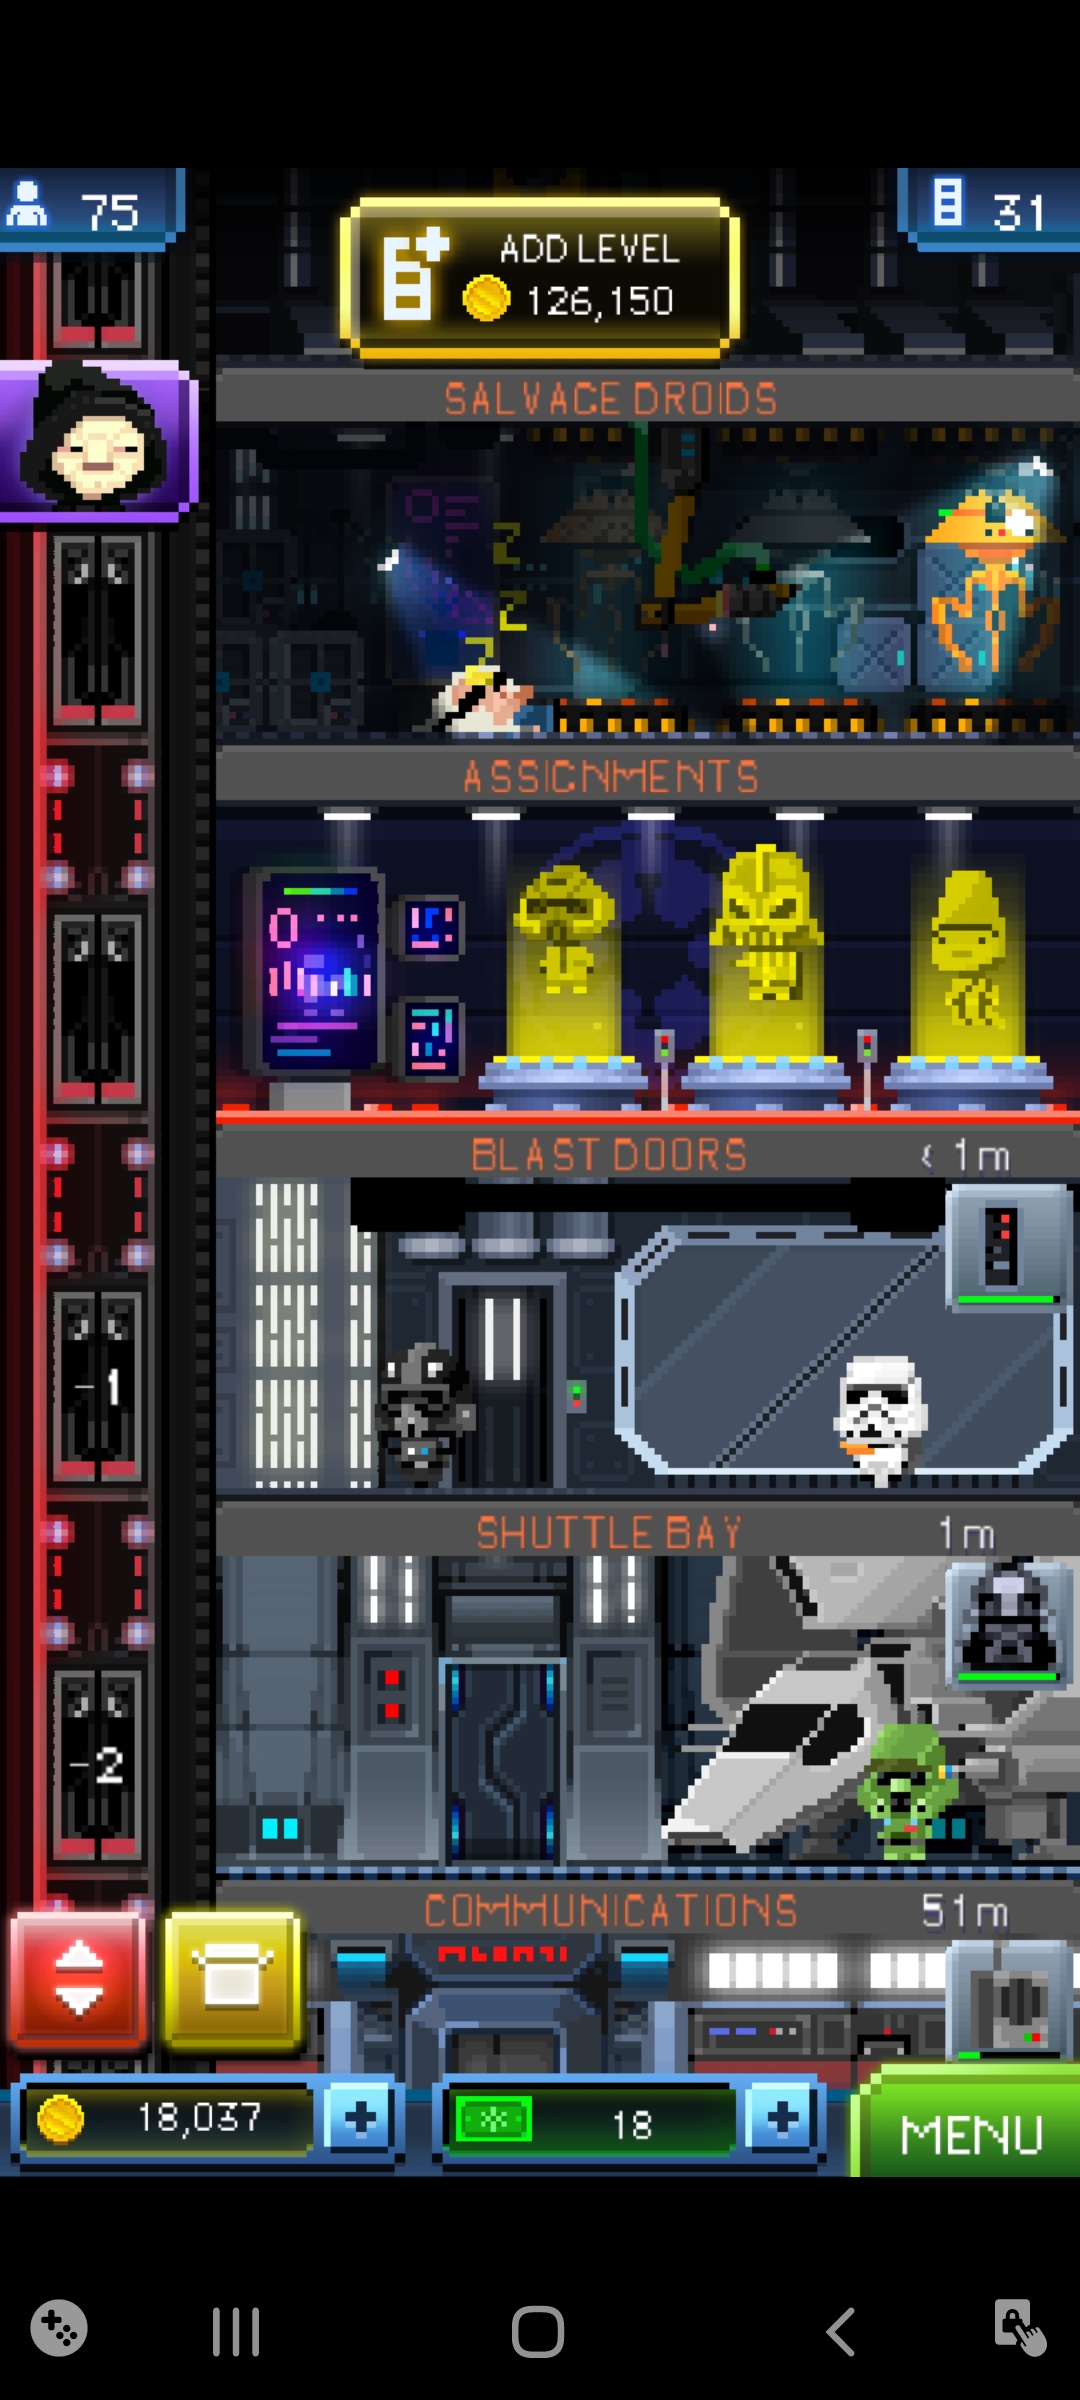 75
31
ADD LEVEL
126,150
SALVAGE DROIDS
ASSIGNMENTS
BLAST DOORS < 1m
-1
SHUTTLE BAY 1m
-2
COMMUNICATIONS 51m
18,037
18
MENU